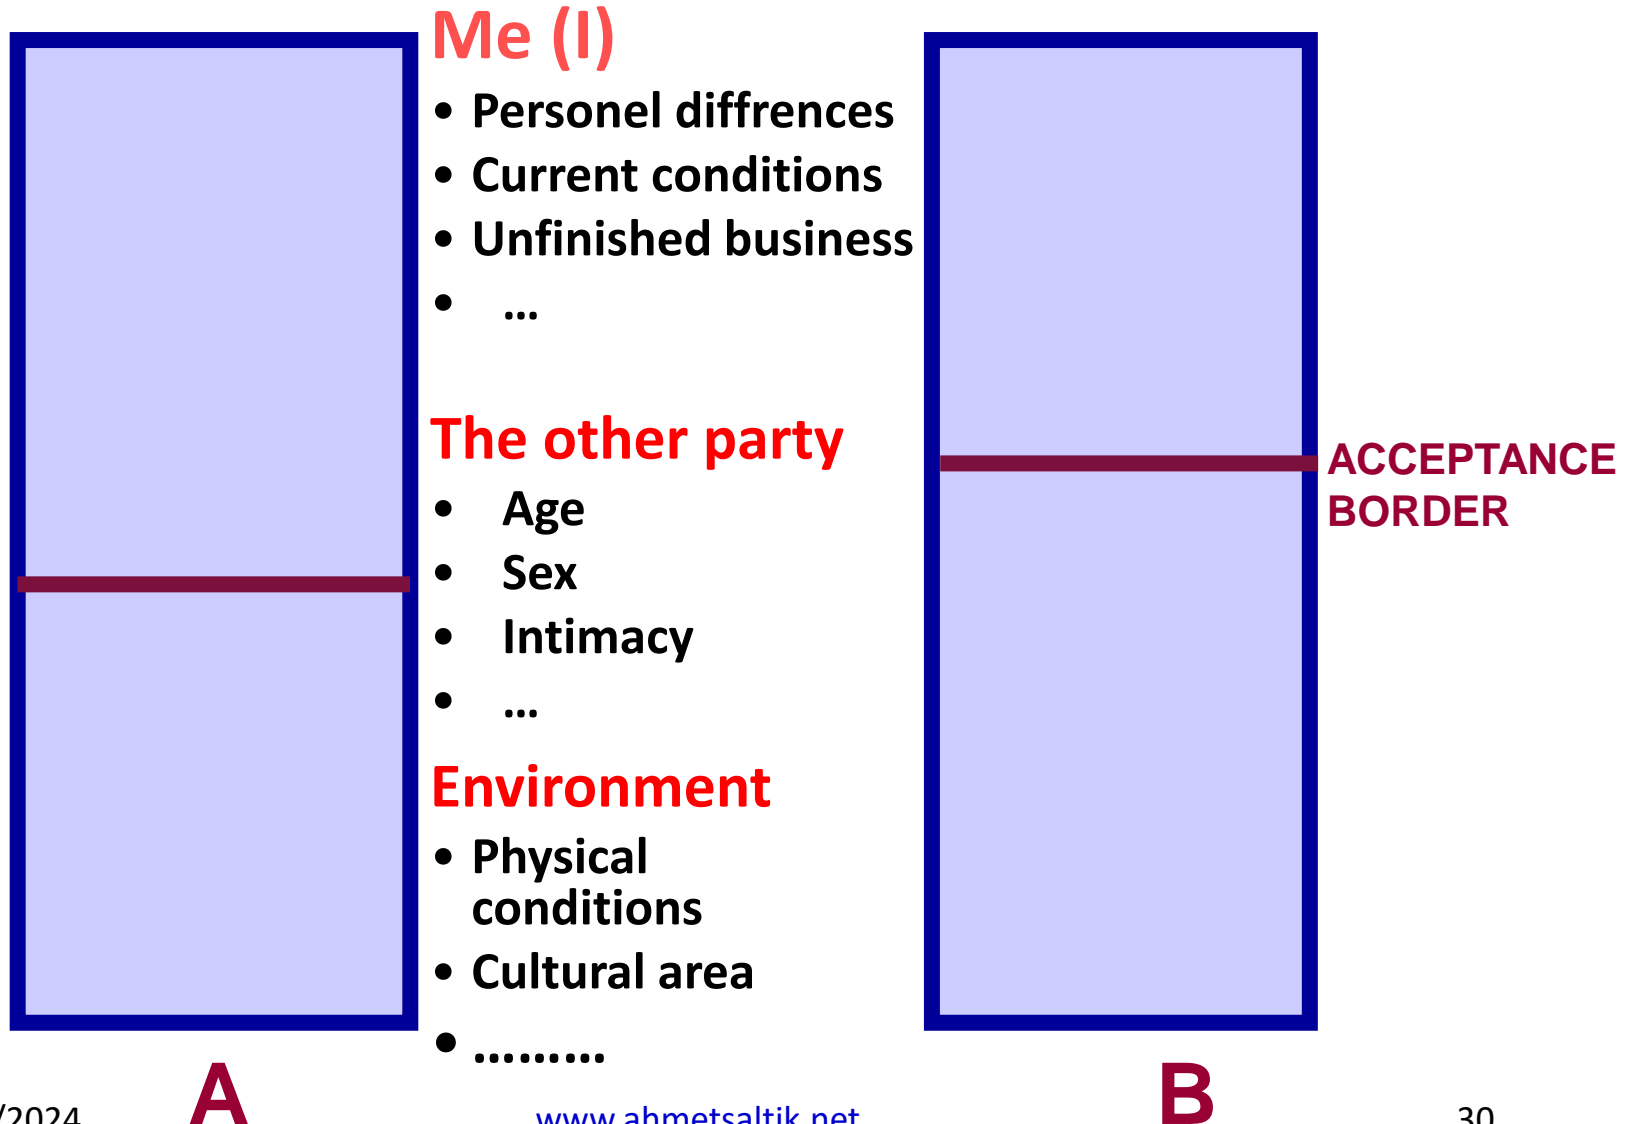 Me (I)
• Personel diffrences
• Current conditions
• Unfinished business
• …
The other party
• Age
• Sex
• Intimacy
• …
Environment
• Physical
conditions
• Cultural area
• ………
ACCEPTANCE
BORDER
A
B
/2024
www.ahmetsaltik.net
30